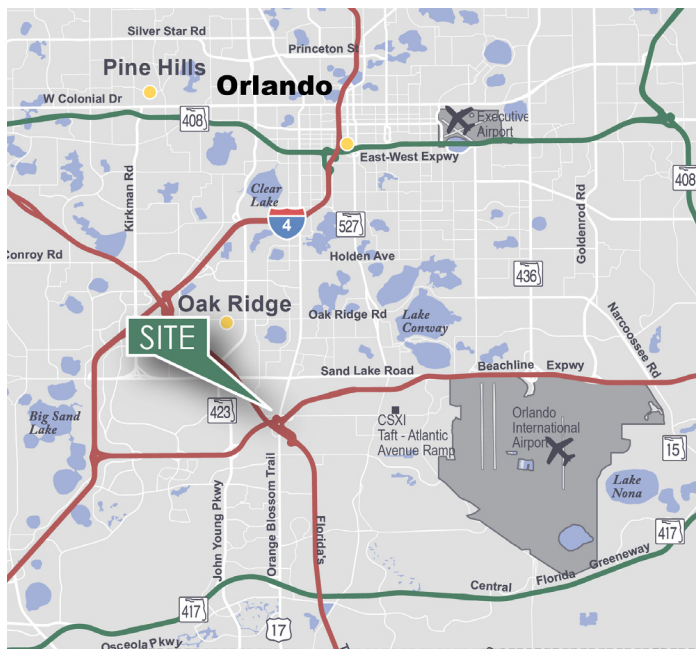 Silver Star Rd
Princeton St
Pine Hills
Orlando
W Colonial Dr
408
Executive
Airport
East-West Expwy
408
Kirkman Rd
Clear
Lake
4
527
Goldenrod Rd
Conroy Rd
Holden Ave
436
Oak Ridge
Oak Ridge Rd
Lake
Conway
Narcoossee Rd
SITE
Sand Lake Road
Beachline Expwy
Big Sand
Lake
423
CSXI
Taft - Atlantic
Avenue Ramp
Orlando
International
Airport
15
Lake
Nona
John Young Pkwy
Orange Blossom Trail
Florida's
417
Central Florida Greeneway
417
17
Osceola Pkwy